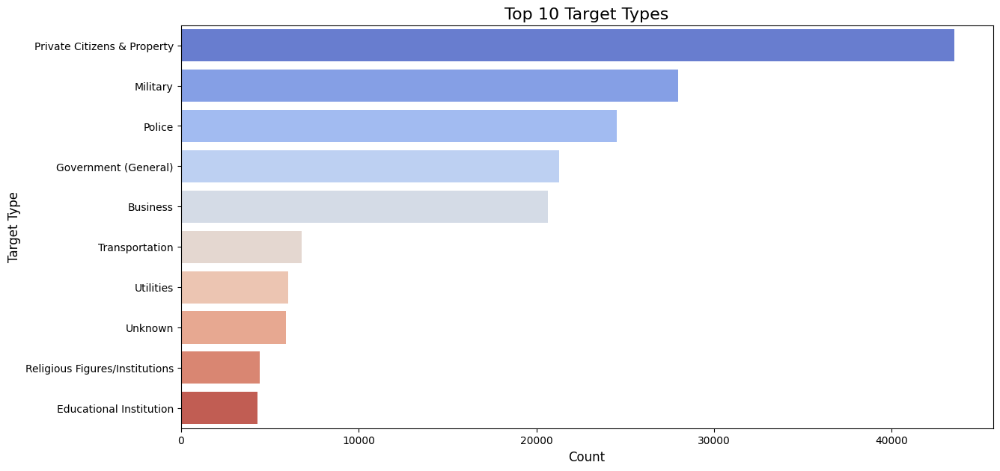 Top 10 Target Types
Target Type
Private Citizens & Property
Military
Police
Government (General)
Business
Transportation
Utilities
Unknown
Religious Figures/Institutions
Educational Institution
0 10000 20000 30000 40000
Count